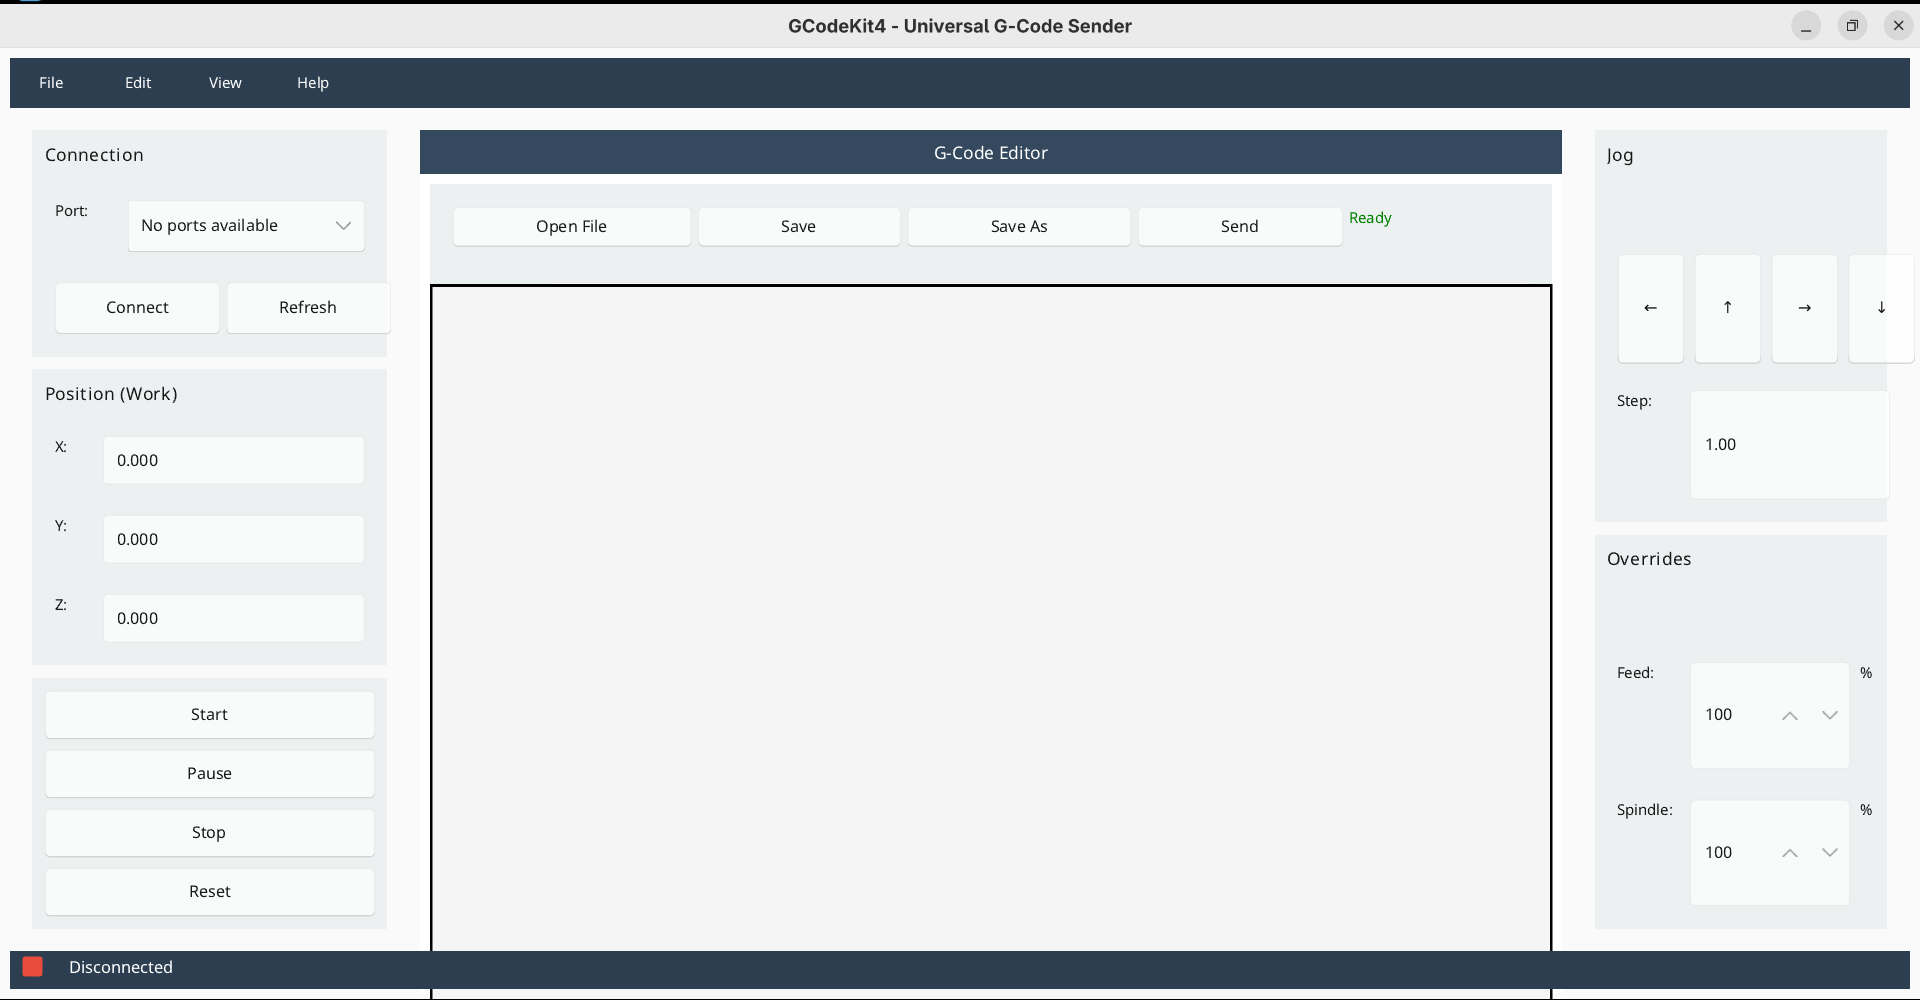 GCodeKit4 - Universal G-Code Sender
File Edit View Help
Connection
Port: No ports available
Connect Refresh
Position (Work)
X: 0.000
Y: 0.000
Z: 0.000
Start
Pause
Stop
Reset
G-Code Editor
Open File Save Save As Send Ready
Jog
← ↑ → ↓
Step: 1.00
Overrides
Feed: 100 %
Spindle: 100 %
Disconnected